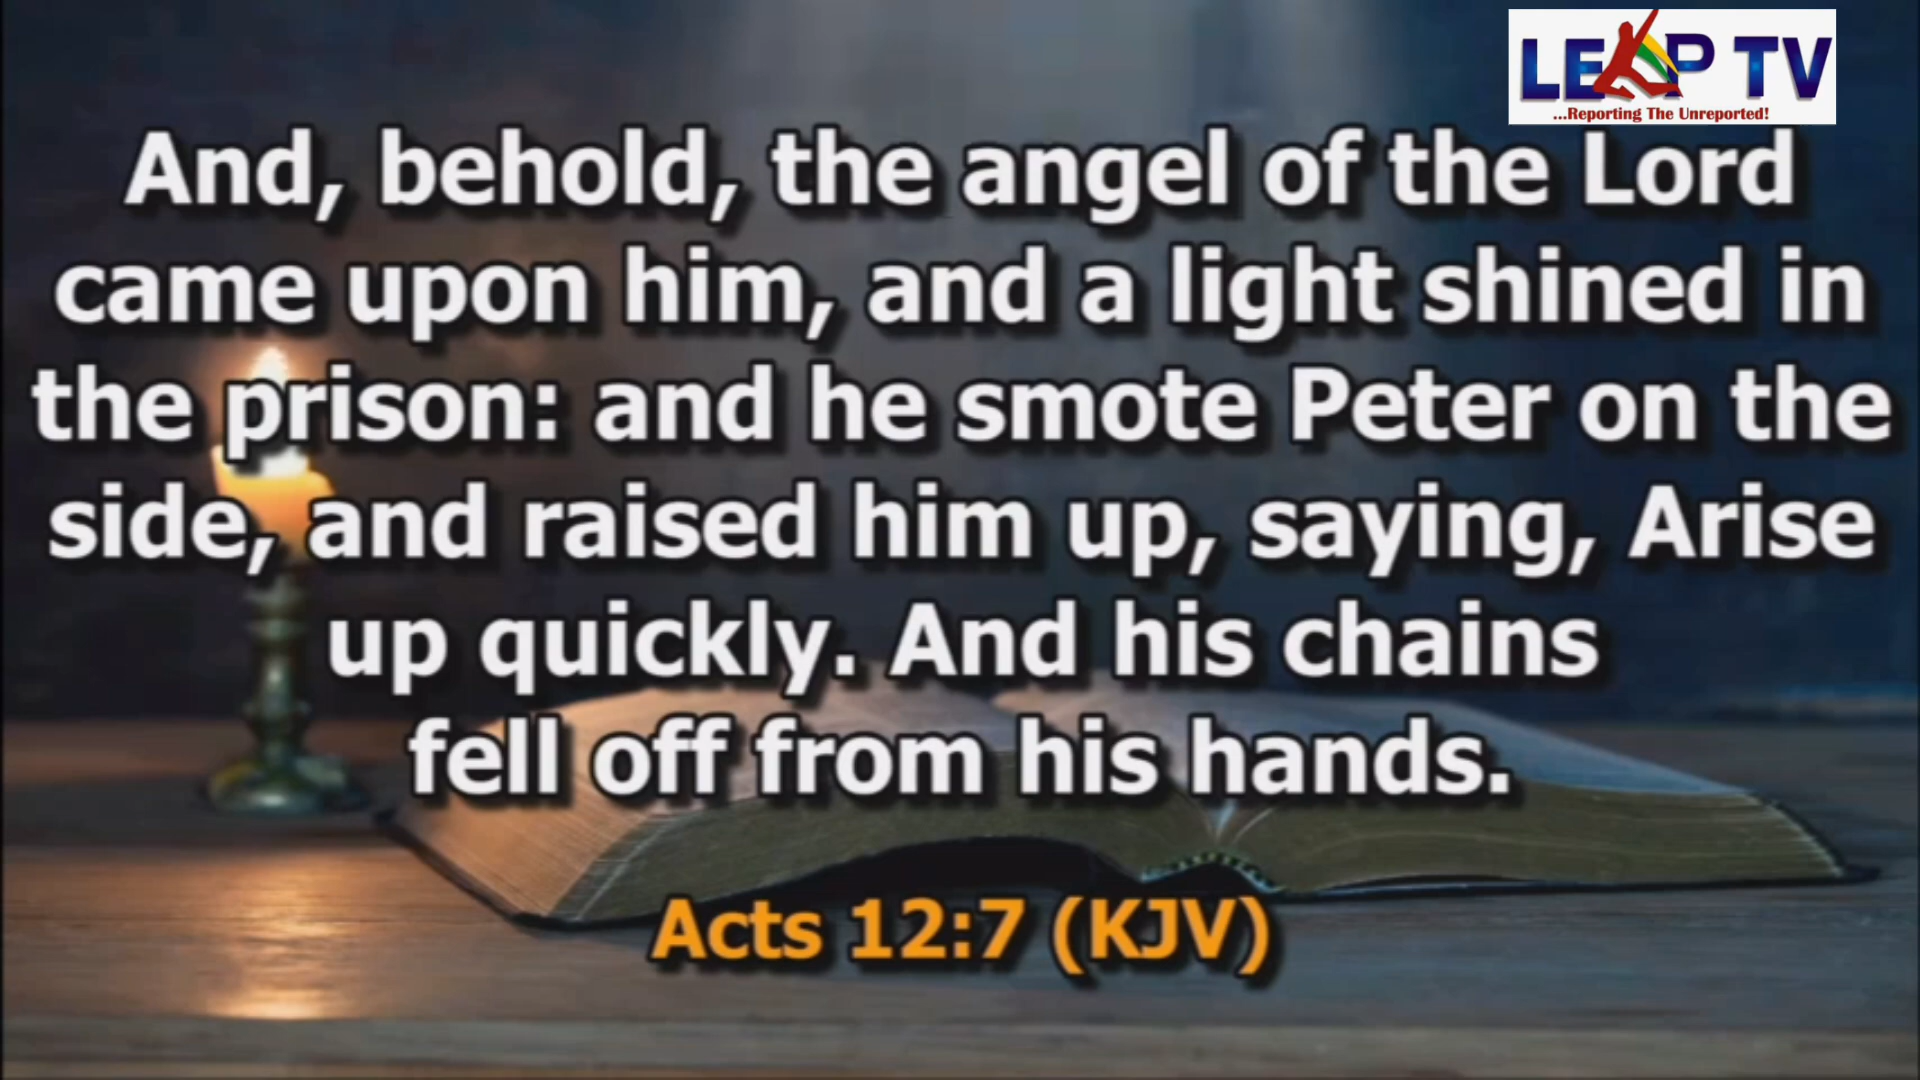 LEAP TV
...Reporting The Unreported!
And, behold, the angel of the Lord
came upon him, and a light shined in
the prison: and he smote Peter on the
side, and raised him up, saying, Arise
up quickly. And his chains
fell off from his hands.
Acts 12:7 (KJV)